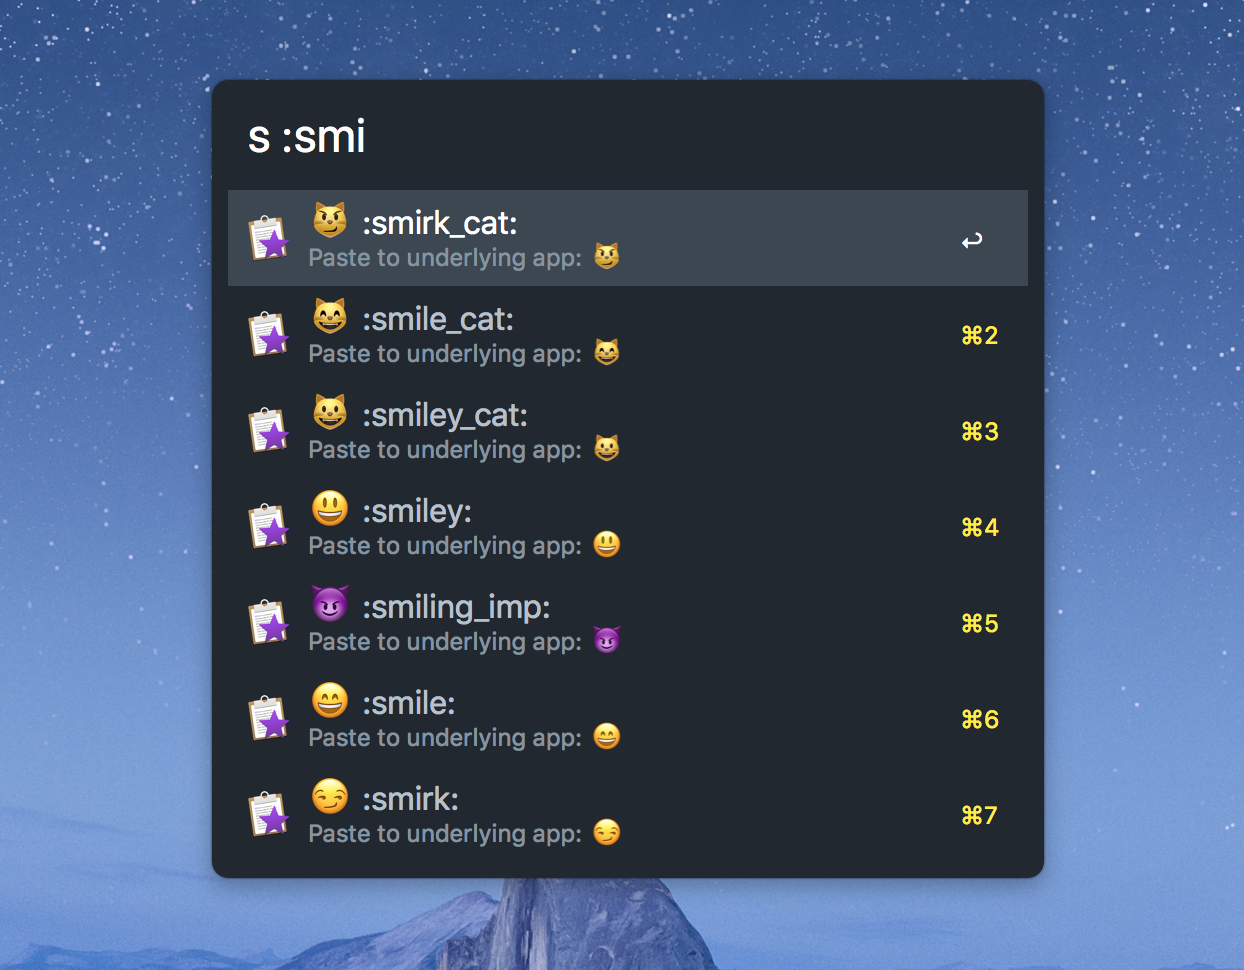 s :smi
😼 :smirk_cat:
Paste to underlying app: 😼
↩
😸 :smile_cat:
Paste to underlying app: 😸
⌘2
😺 :smiley_cat:
Paste to underlying app: 😺
⌘3
😃 :smiley:
Paste to underlying app: 😃
⌘4
😈 :smiling_imp:
Paste to underlying app: 😈
⌘5
😄 :smile:
Paste to underlying app: 😄
⌘6
😏 :smirk:
Paste to underlying app: 😏
⌘7